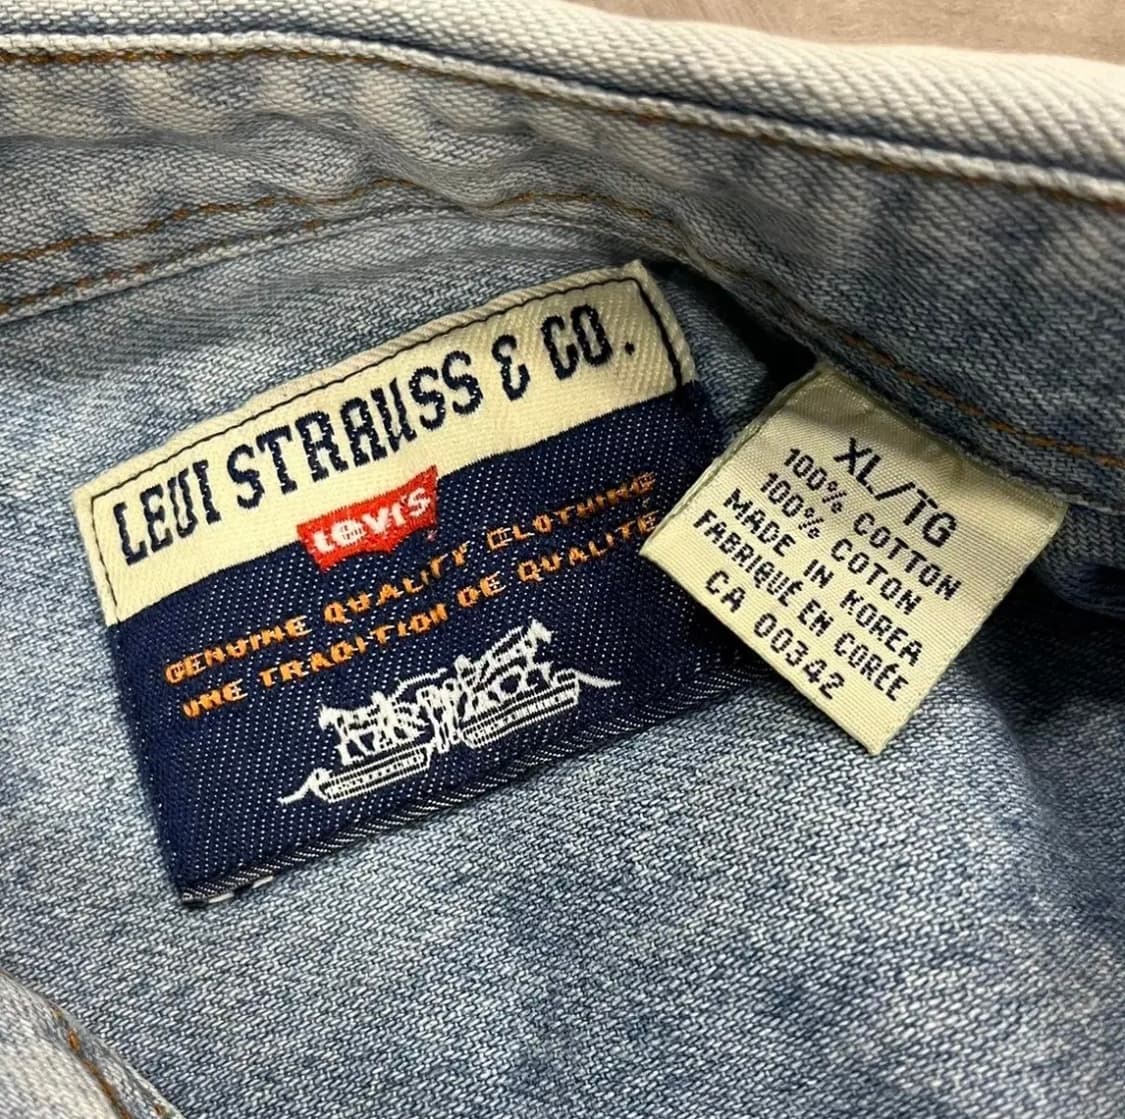 LEVI STRAUSS & CO.
LEVI'S
GENUINE QUALITY CLOTHING
UNE TRADITION DE QUALITÉ
XL/TG
100% COTTON
100% COTON
MADE IN KOREA
FABRIQUÉ EN CORÉE
CA 00342